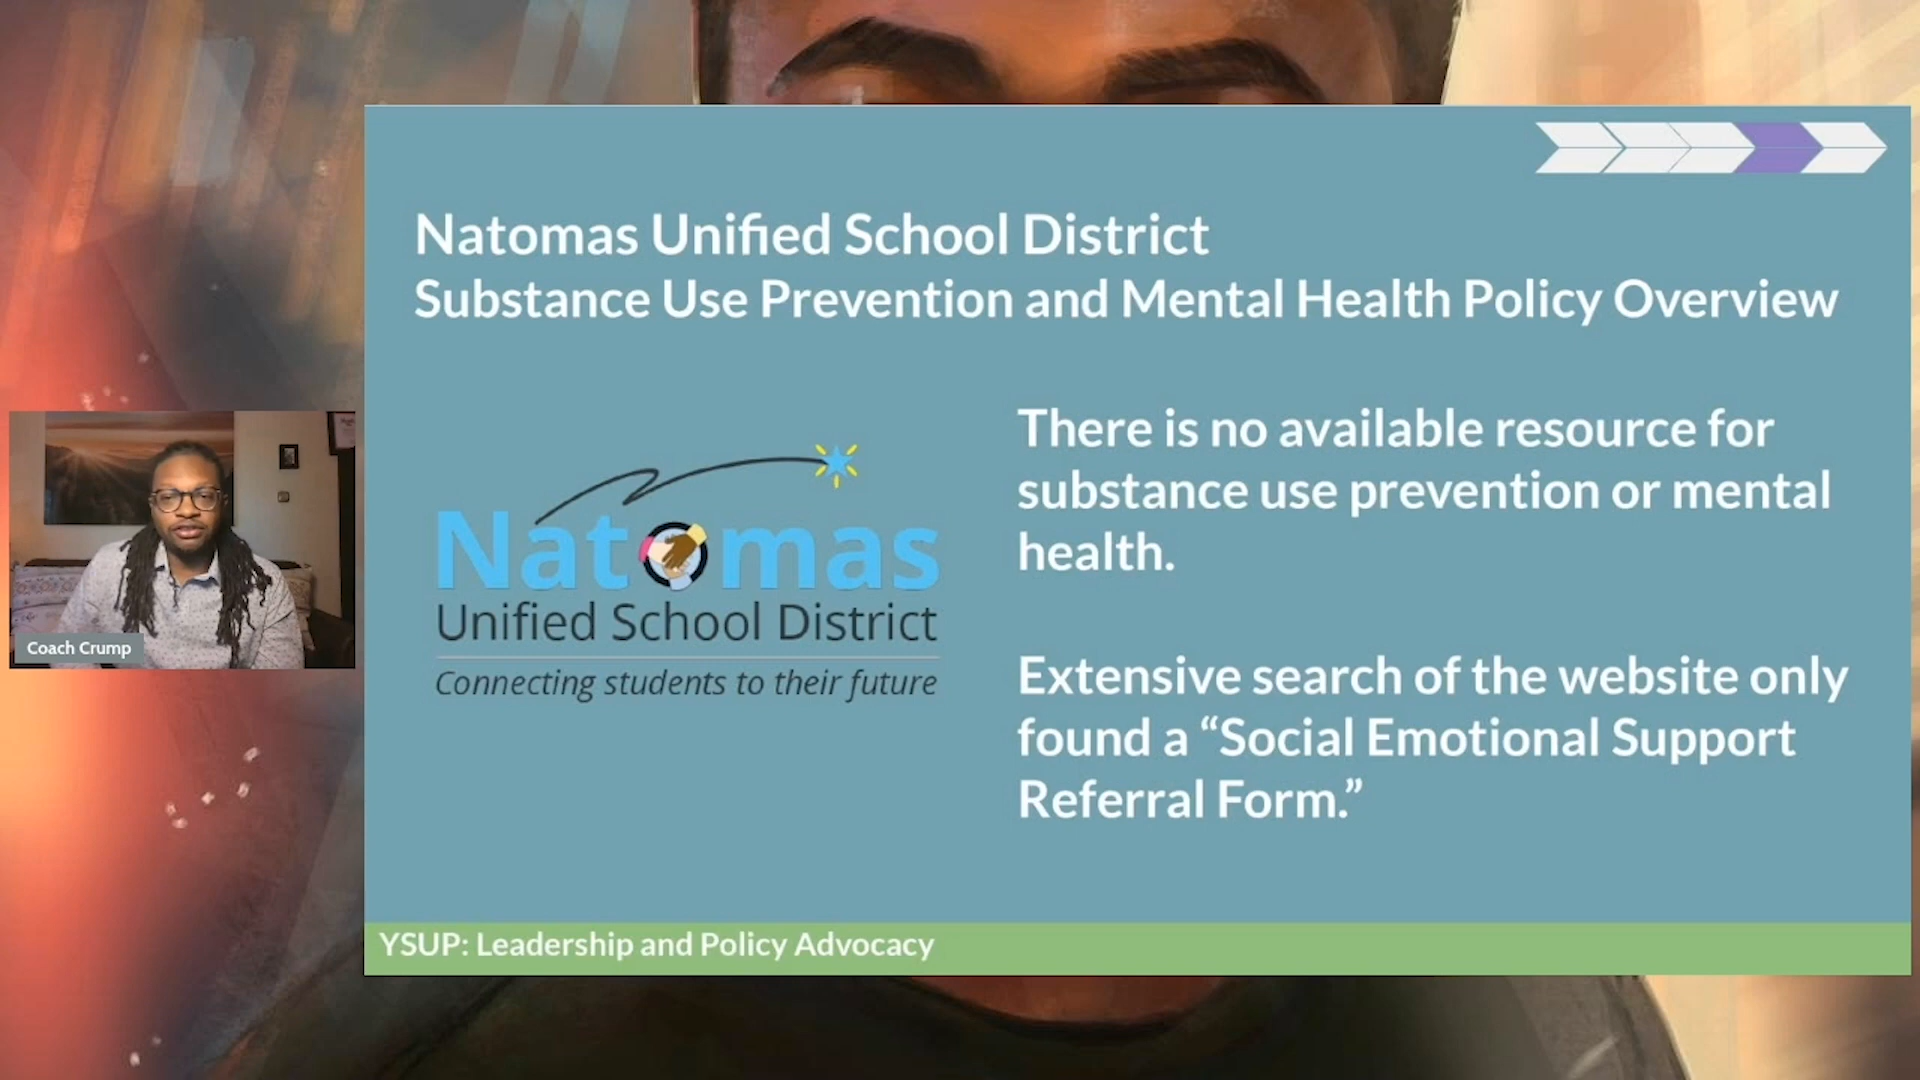 Natomas Unified School District
Substance Use Prevention and Mental Health Policy Overview
Natomas
Unified School District
Connecting students to their future
There is no available resource for
substance use prevention or mental
health.
Extensive search of the website only
found a “Social Emotional Support
Referral Form.”
Coach Crump
YSUP: Leadership and Policy Advocacy